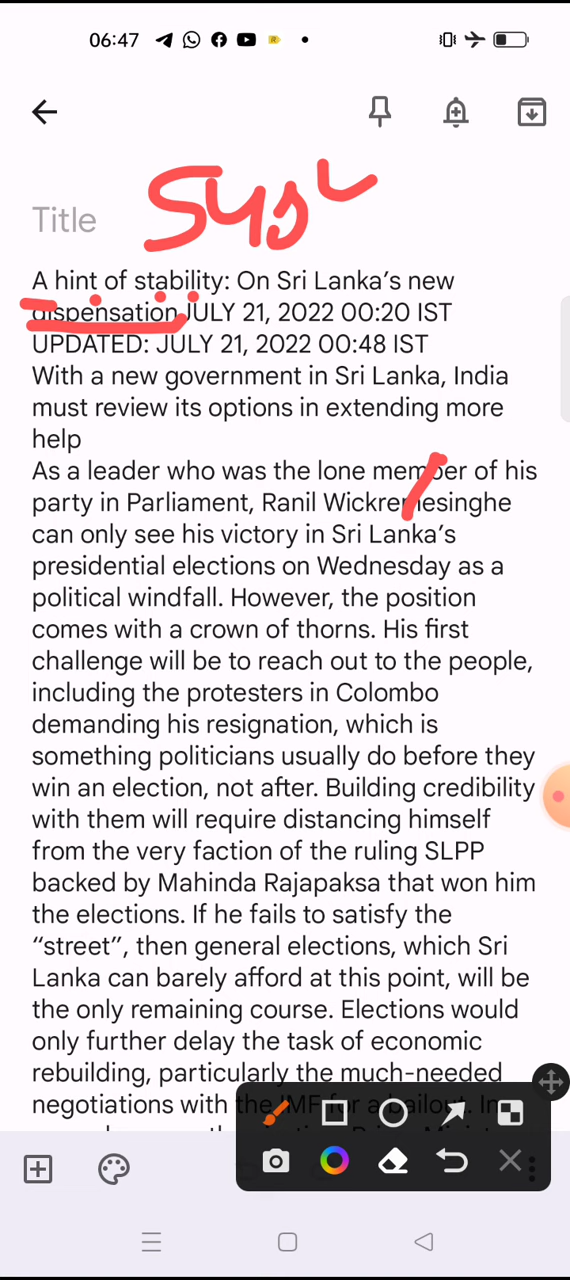 06:47
Title
A hint of stability: On Sri Lanka's new
dispensation JULY 21, 2022 00:20 IST
UPDATED: JULY 21, 2022 00:48 IST
With a new government in Sri Lanka, India
must review its options in extending more
help
As a leader who was the lone member of his
party in Parliament, Ranil Wickremesinghe
can only see his victory in Sri Lanka's
presidential elections on Wednesday as a
political windfall. However, the position
comes with a crown of thorns. His first
challenge will be to reach out to the people,
including the protesters in Colombo
demanding his resignation, which is
something politicians usually do before they
win an election, not after. Building credibility
with them will require distancing himself
from the very faction of the ruling SLPP
backed by Mahinda Rajapaksa that won him
the elections. If he fails to satisfy the
“street”, then general elections, which Sri
Lanka can barely afford at this point, will be
the only remaining course. Elections would
only further delay the task of economic
rebuilding, particularly the much-needed
negotiations with the IMF for a bailout. In